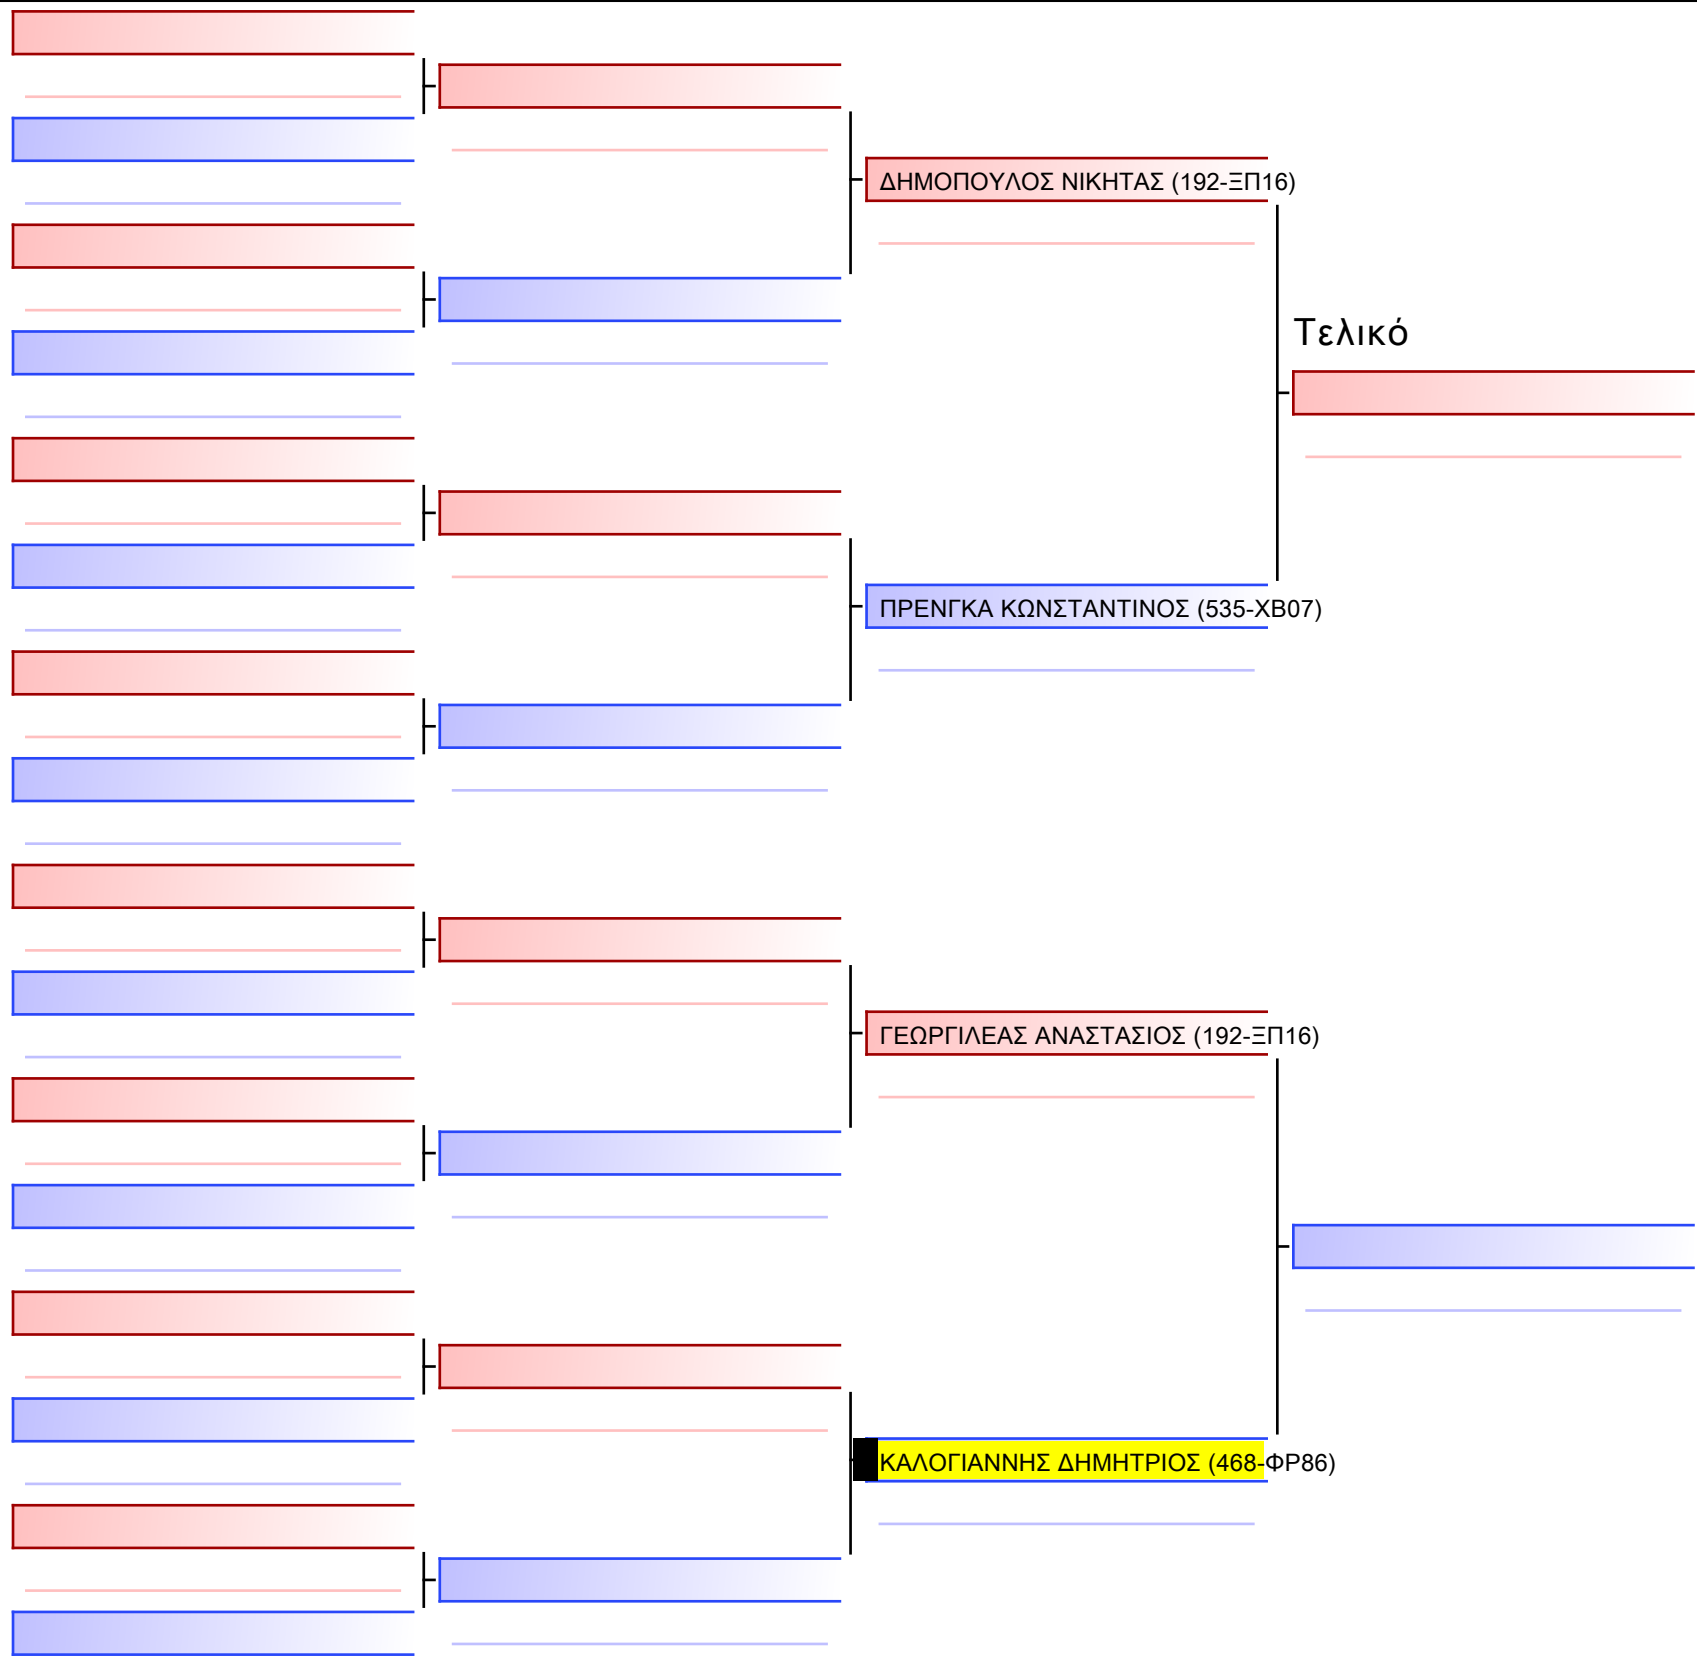 ΔΗΜΟΠΟΥΛΟΣ ΝΙΚΗΤΑΣ (192-ΞΠ16)
Τελικό
ΠΡΕΝΓΚΑ ΚΩΝΣΤΑΝΤΙΝΟΣ (535-ΧΒ07)
ΓΕΩΡΓΙΛΕΑΣ ΑΝΑΣΤΑΣΙΟΣ (192-ΞΠ16)
ΚΑΛΟΓΙΑΝΝΗΣ ΔΗΜΗΤΡΙΟΣ (468-ΦΡ86)